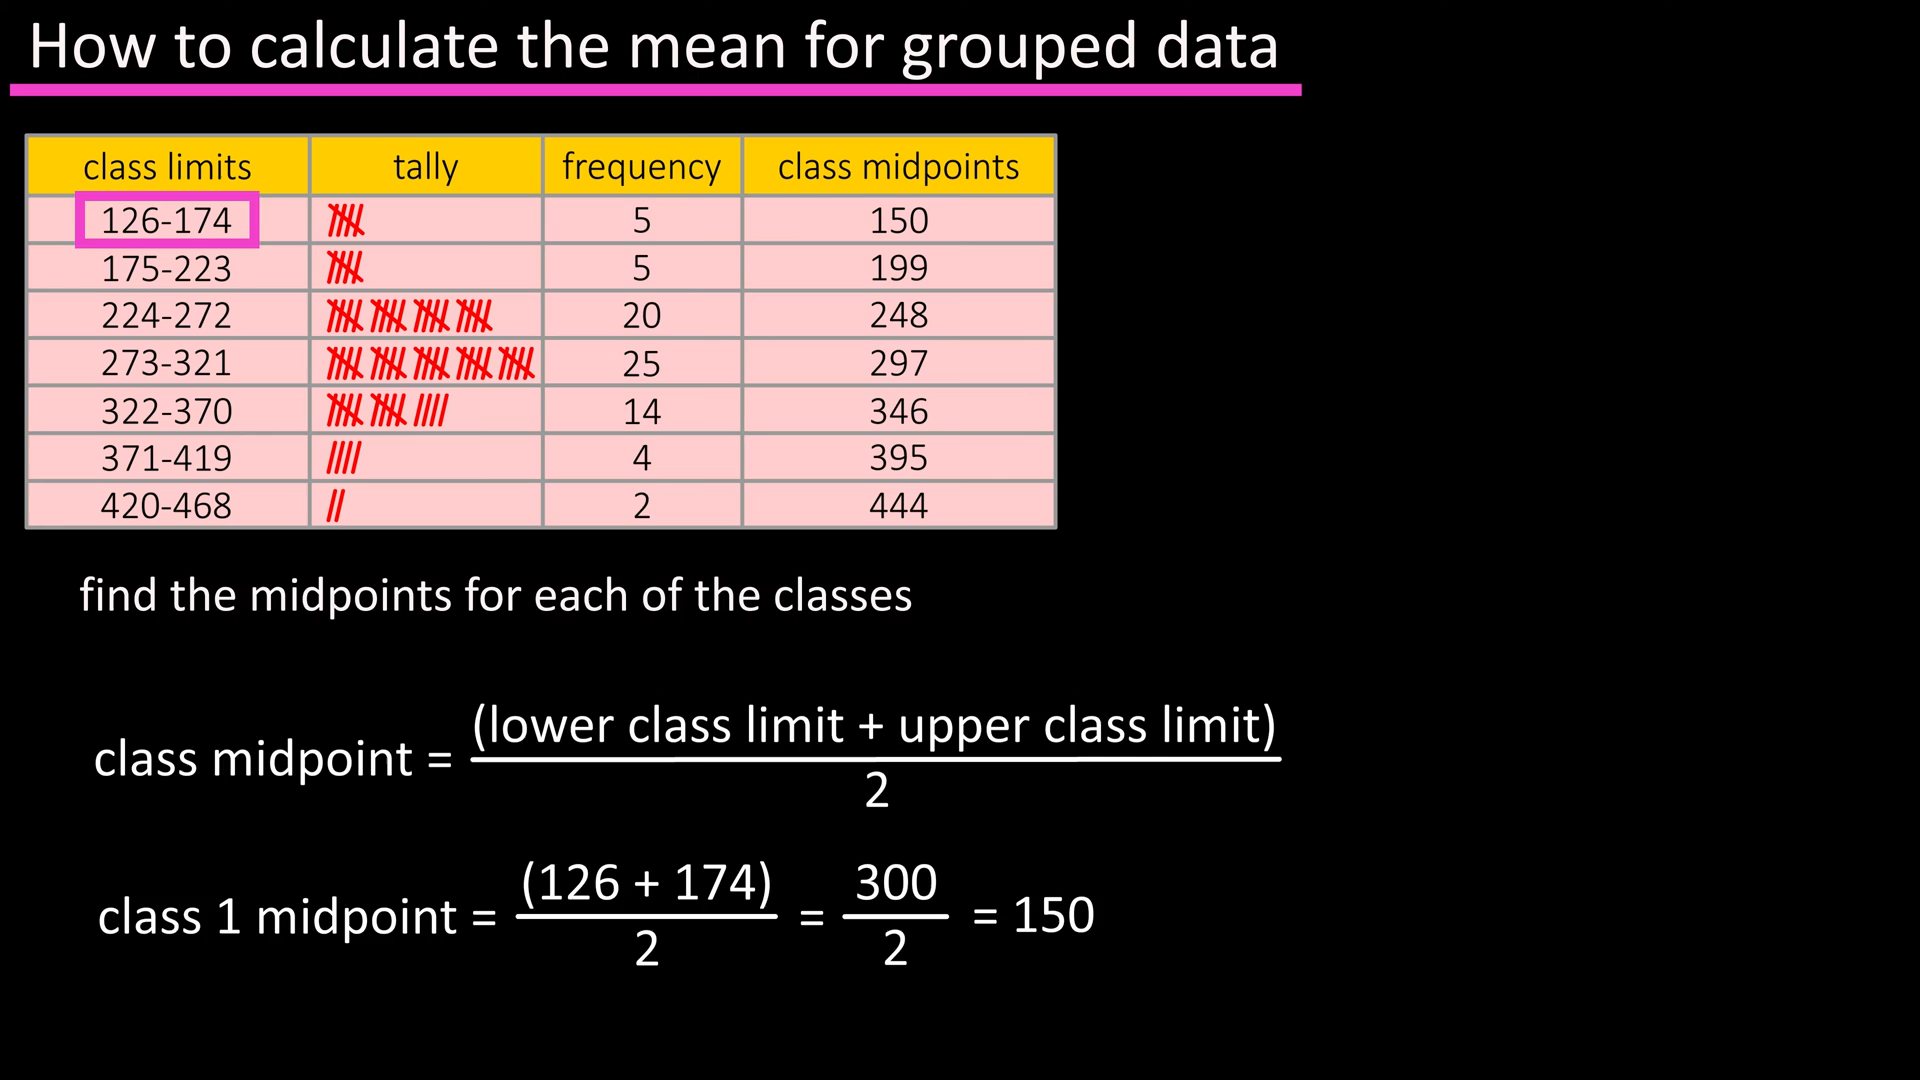 How to calculate the mean for grouped data
class limits tally frequency class midpoints
126-174 5 150
175-223 5 199
224-272 20 248
273-321 25 297
322-370 14 346
371-419 4 395
420-468 2 444
find the midpoints for each of the classes
class midpoint = (lower class limit + upper class limit)
2
class 1 midpoint = (126 + 174) = 300 = 150
2 2